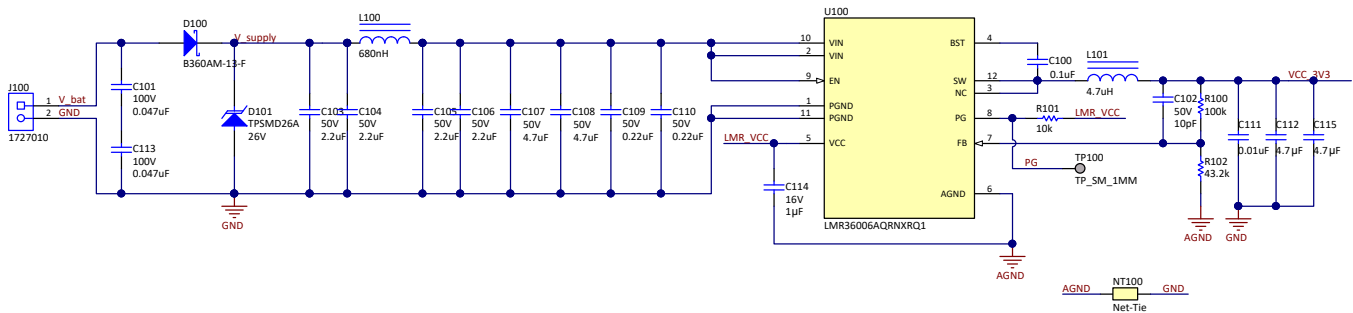 J100
1
2
V_bat
GND
1727010
C101
100V
0.047uF
C113
100V
0.047uF
D100
B360AM-13-F
V_supply
D101
TPSMD26A
26V
GND
C103
50V
2.2uF
C104
50V
2.2uF
L100
680nH
C105
50V
2.2uF
C106
50V
2.2uF
C107
50V
4.7uF
C108
50V
4.7uF
C109
50V
0.22uF
C110
50V
0.22uF
LMR_VCC
C114
16V
1µF
U100
10 VIN BST 4
2 VIN
9 EN SW 12
NC 3
1 PGND
11 PGND PG 8
5 VCC FB 7
AGND 6
LMR36006AQRNXRQ1
AGND
C100
0.1uF
L101
4.7uH
R101
10k
LMR_VCC
PG
TP100
TP_SM_1MM
C102
50V
10pF
R100
100k
R102
43.2k
AGND
VCC_3V3
C111
0.01uF
C112
4.7µF
C115
4.7µF
GND
AGND
NT100
GND
Net-Tie